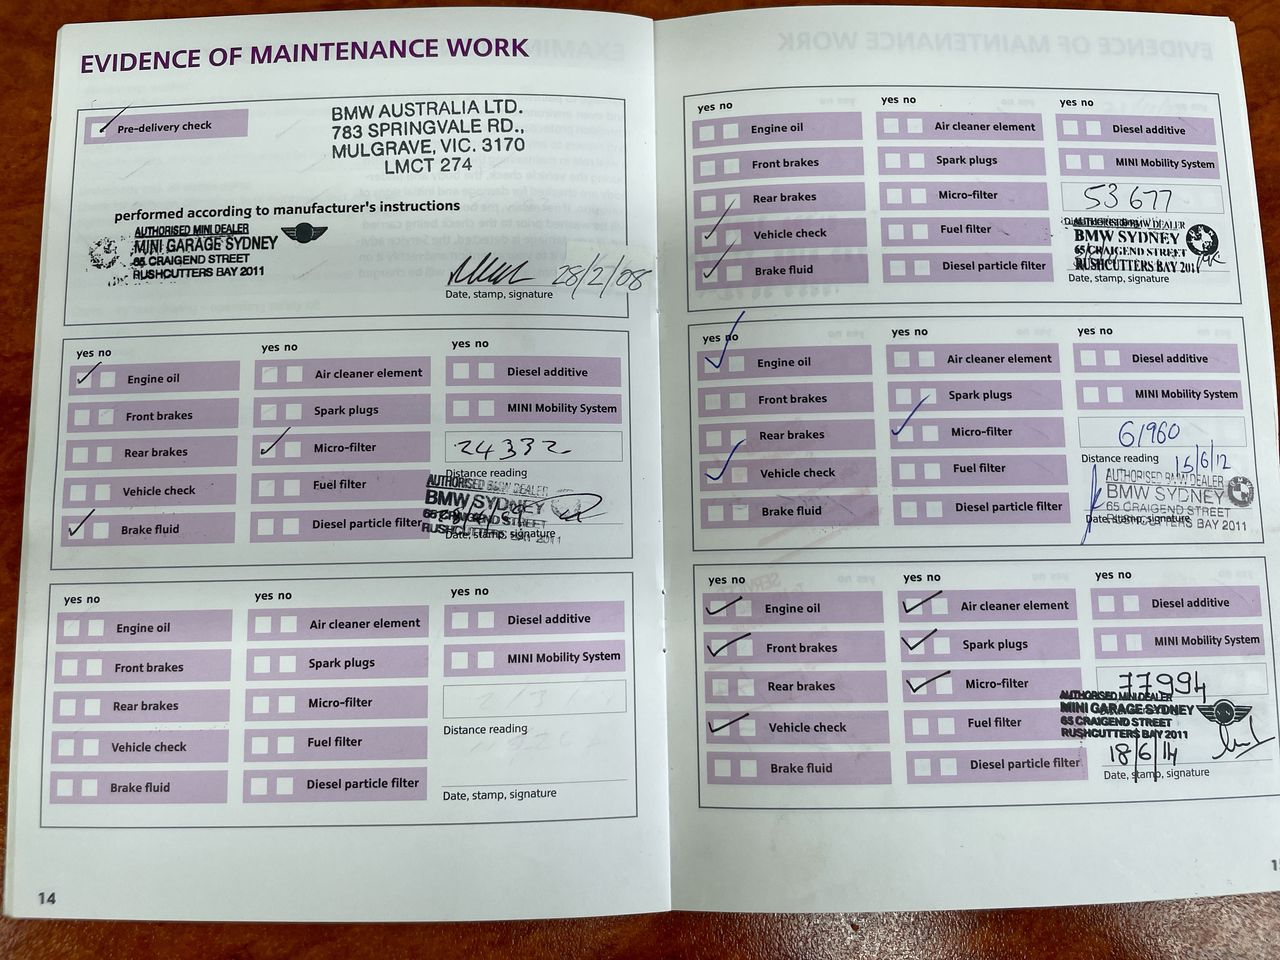 EVIDENCE OF MAINTENANCE WORK
Pre-delivery check
BMW AUSTRALIA LTD.
783 SPRINGVALE RD.,
MULGRAVE, VIC. 3170
LMCT 274
performed according to manufacturer's instructions
AUTHORISED MINI DEALER
MINI GARAGE SYDNEY
65 CRAIGEND STREET
RUSHCUTTERS BAY 2011
28/2/08
Date, stamp, signature
yes no yes no
Engine oil Air cleaner element Diesel additive
Front brakes Spark plugs MINI Mobility System
Rear brakes Micro-filter 24332
Distance reading
Vehicle check Fuel filter
AUTHORISED BMW DEALER
BMW SYDNEY
Brake fluid Diesel particle filter
65 CRAIGEND STREET
RUSHCUTTERS BAY 2011
Date, stamp, signature
yes no yes no
Engine oil Air cleaner element Diesel additive
Front brakes Spark plugs MINI Mobility System
Rear brakes Micro-filter
Distance reading
Vehicle check Fuel filter
Brake fluid Diesel particle filter
Date, stamp, signature
14
yes no yes no yes no
Engine oil Air cleaner element Diesel additive
Front brakes Spark plugs MINI Mobility System
Rear brakes Micro-filter 53677
Vehicle check Fuel filter
AUTHORISED BMW DEALER
BMW SYDNEY
65 CRAIGEND STREET
RUSHCUTTERS BAY 2011
Brake fluid Diesel particle filter
Date, stamp, signature
yes no yes no yes no
Engine oil Air cleaner element Diesel additive
Front brakes Spark plugs MINI Mobility System
Rear brakes Micro-filter 61960
Distance reading 15/6/12
Vehicle check Fuel filter
AUTHORISED BMW DEALER
BMW SYDNEY
65 CRAIGEND STREET
Brake fluid Diesel particle filter
Date, stamp, signature
RUSHCUTTERS BAY 2011
yes no yes no yes no
Engine oil Air cleaner element Diesel additive
Front brakes Spark plugs MINI Mobility System
Rear brakes Micro-filter 77994
AUTHORISED MINI DEALER
MINI GARAGE SYDNEY
65 CRAIGEND STREET
RUSHCUTTERS BAY 2011
Vehicle check Fuel filter
18/6/14
Brake fluid Diesel particle filter
Date, stamp, signature